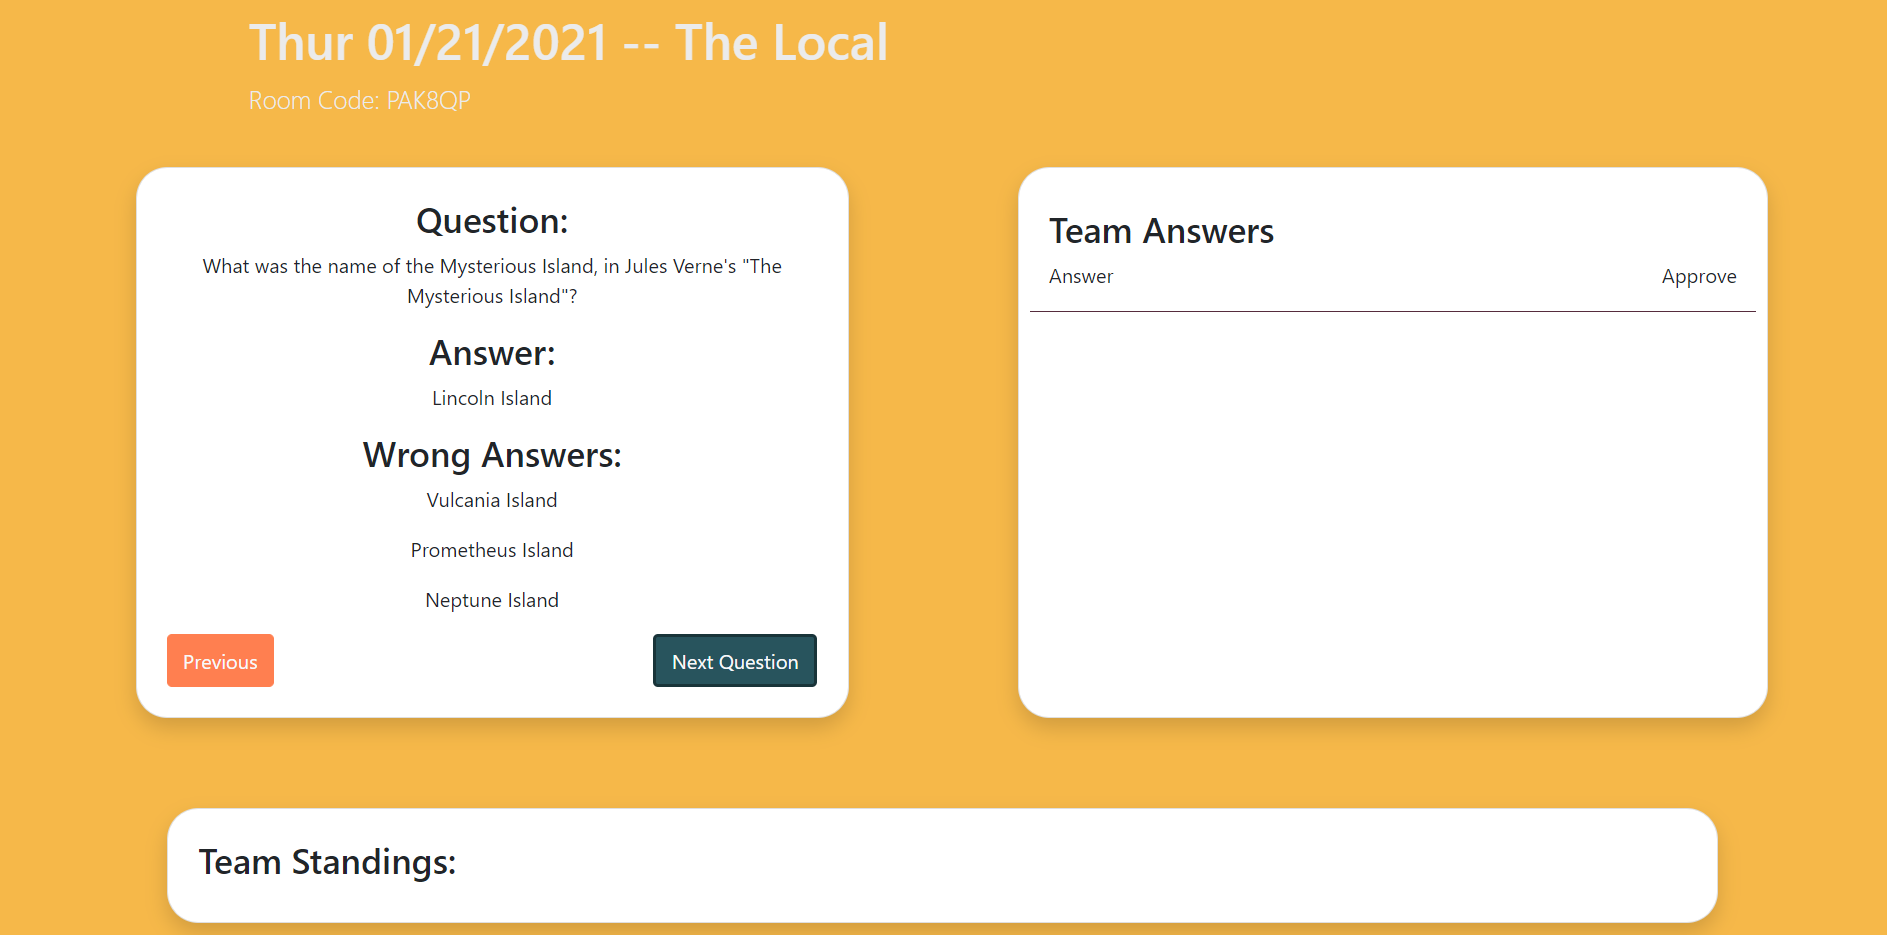 Thur 01/21/2021 -- The Local
Room Code: PAK8QP
Question:
What was the name of the Mysterious Island, in Jules Verne's "The
Mysterious Island"?
Answer:
Lincoln Island
Wrong Answers:
Vulcania Island
Prometheus Island
Neptune Island
Previous
Next Question
Team Answers
Answer
Approve
Team Standings: